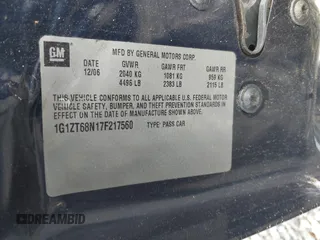 GM
MFD BY GENERAL MOTORS CORP
DATE GVWR GAWR FRT GAWR RR
12/06 2040 KG 1081 KG 959 KG
4496 LB 2383 LB 2115 LB
THIS VEHICLE CONFORMS TO ALL APPLICABLE U.S. FEDERAL MOTOR
VEHICLE SAFETY, BUMPER, AND THEFT PREVENTION STANDARDS IN
EFFECT ON THE DATE OF MANUFACTURE SHOWN ABOVE.
1G1ZT68N17F217560 TYPE: PASS CAR
DREAMBID